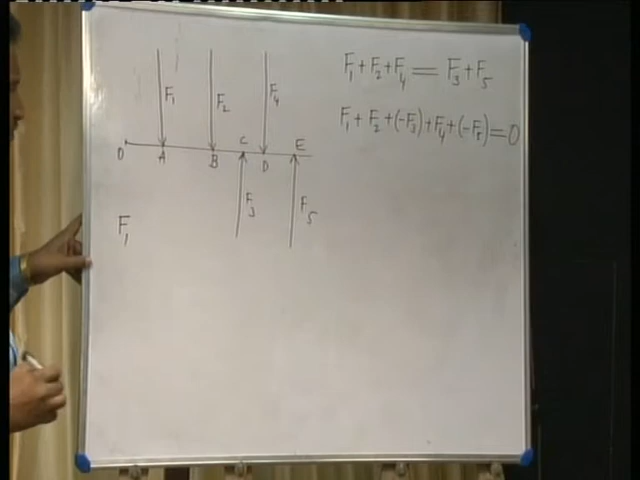 F₁+F₂+F₄ = F₃+F₅
F₁+F₂+(-F₃)+F₄+(-F₅)=0
F₁
F₂
F₄
O A B C D E
F₃
F₅
F₁